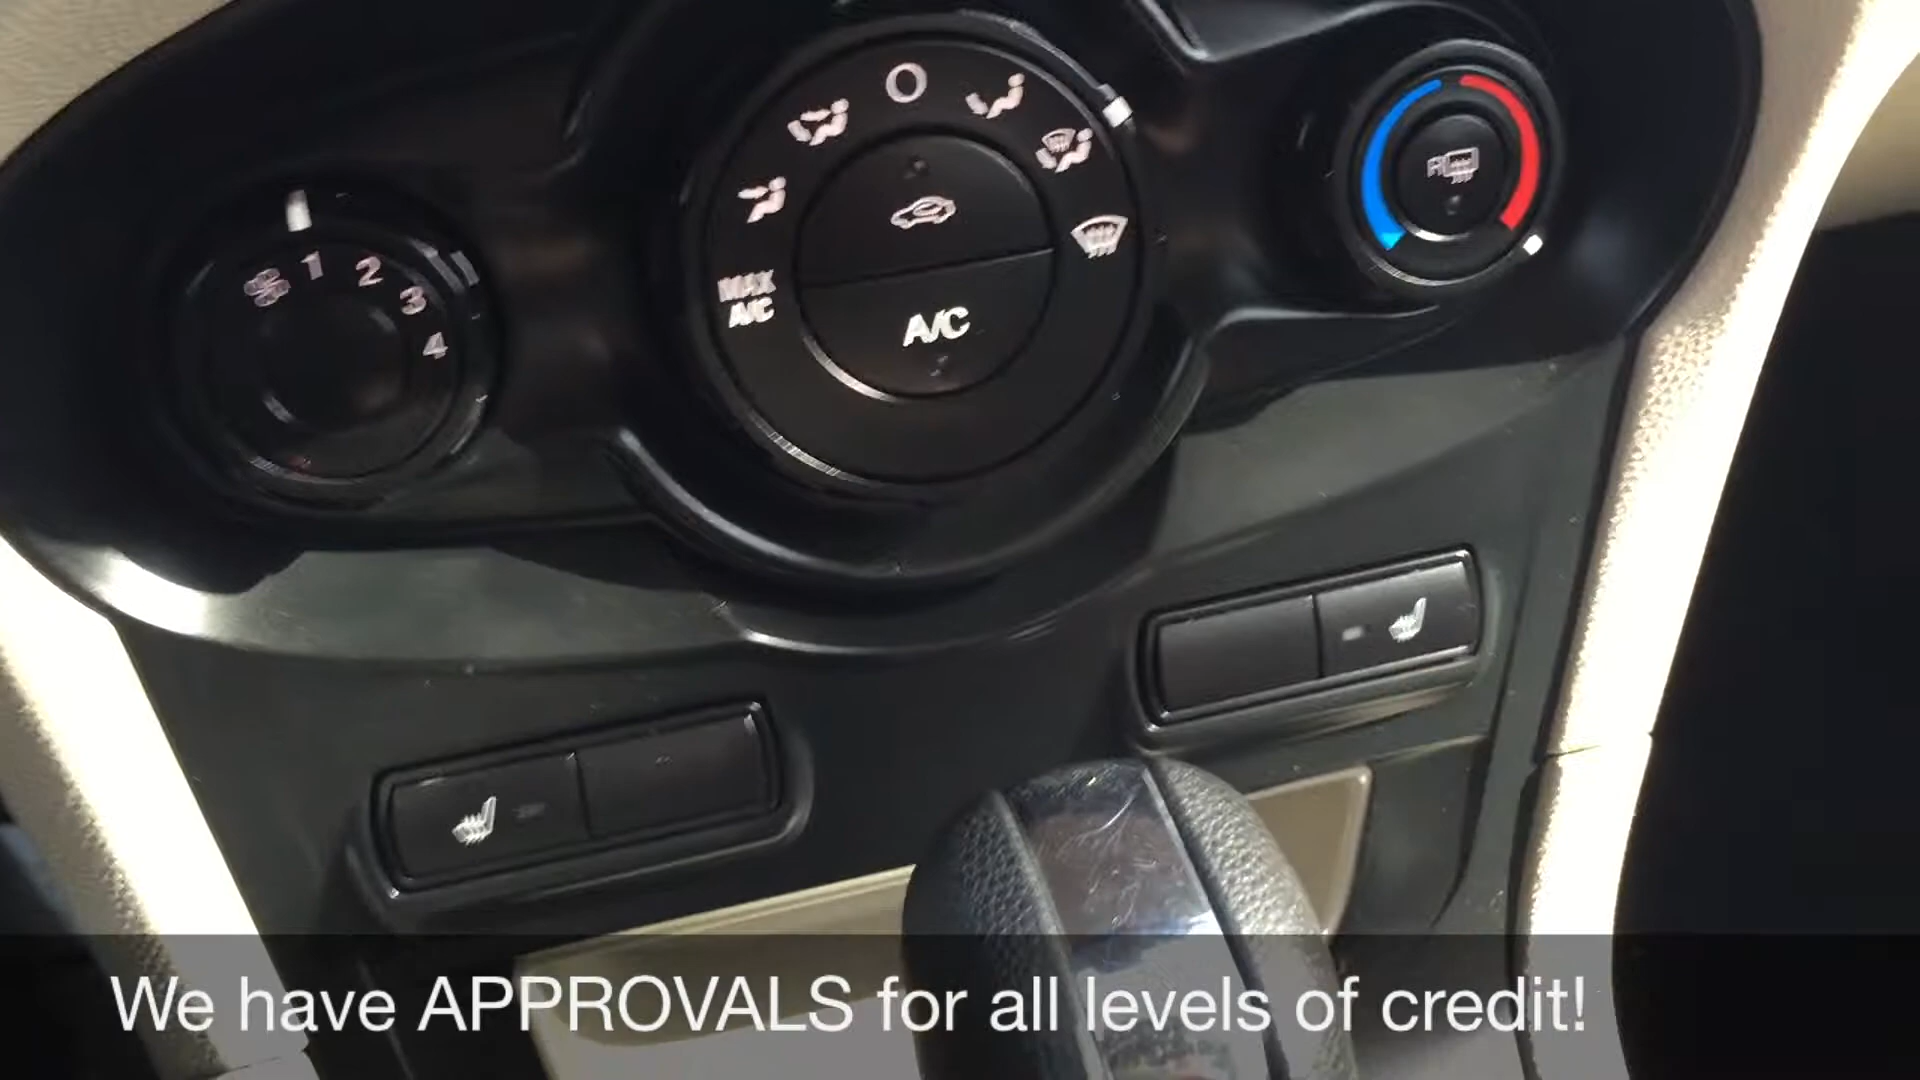 1 2 3 4
MAX
A/C
A/C
R
We have APPROVALS for all levels of credit!